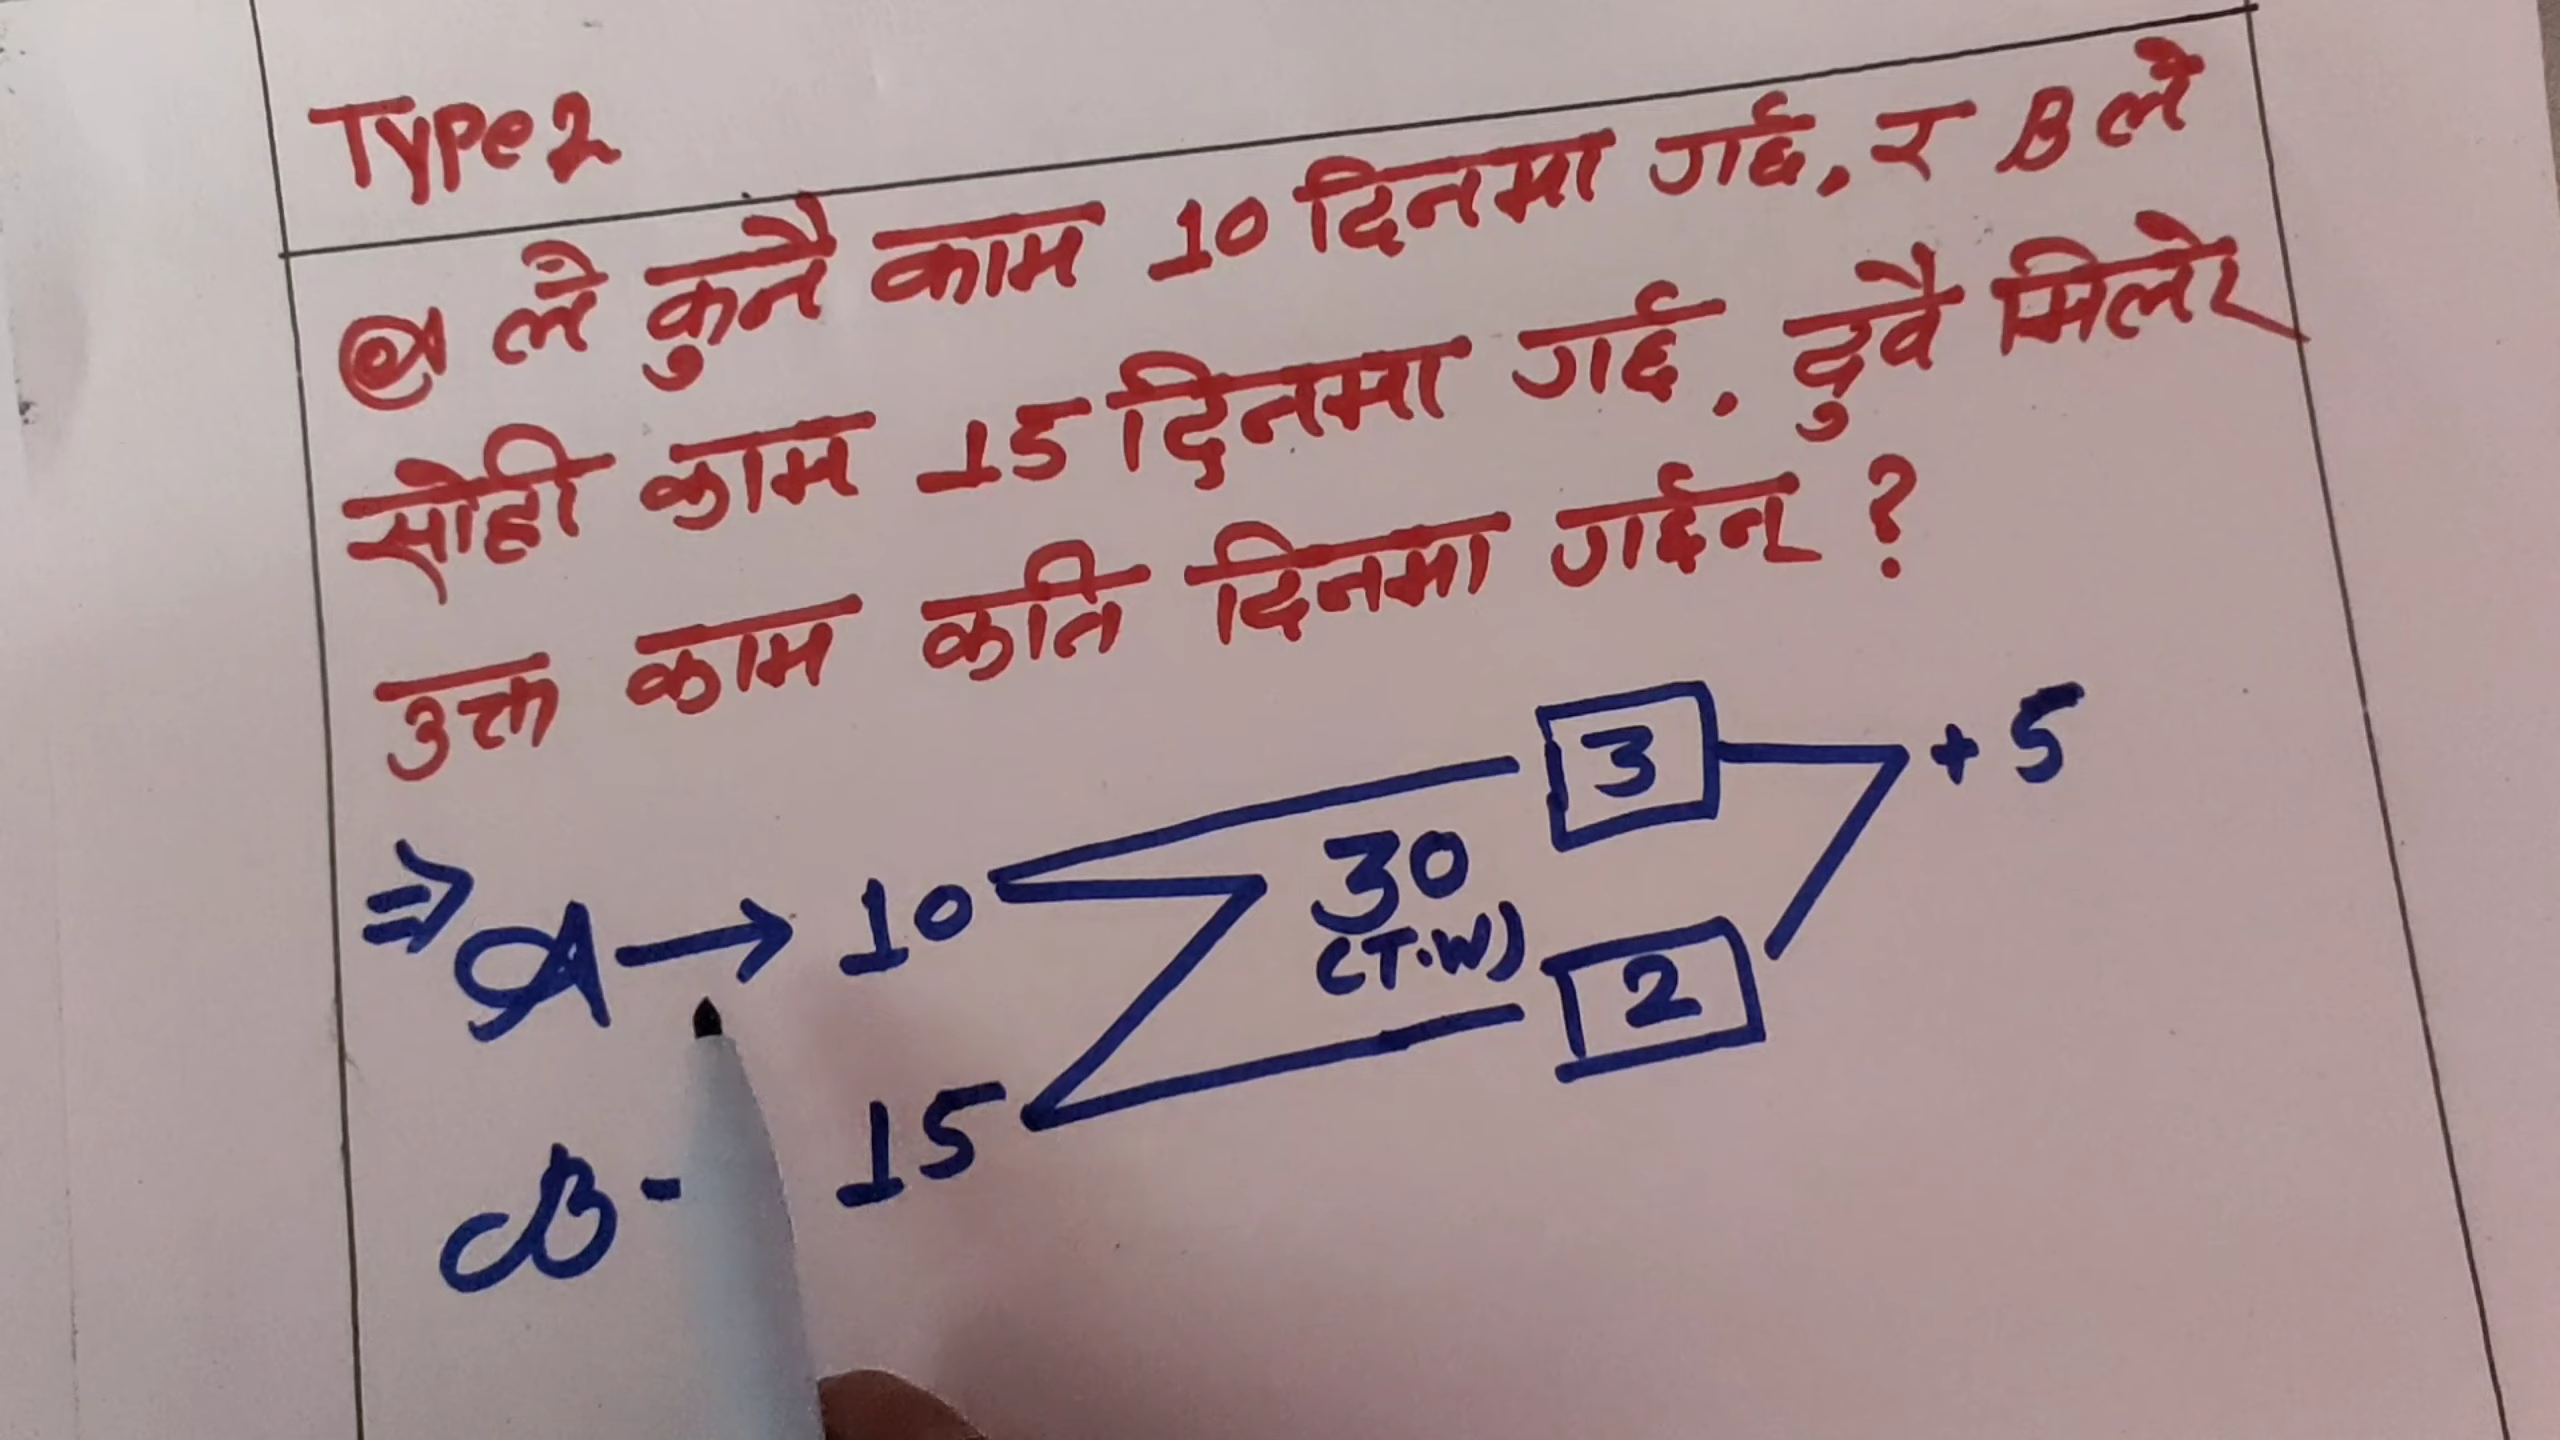 Type 2
A ले कुनै काम 10 दिनमा गर्छ, र B ले
सोही काम 15 दिनमा गर्छ. दुवै मिलेर
उक्त काम कति दिनमा गर्छन् ?
3 + 5
⇒ A → 10 30
(T.W) 2
B - 15